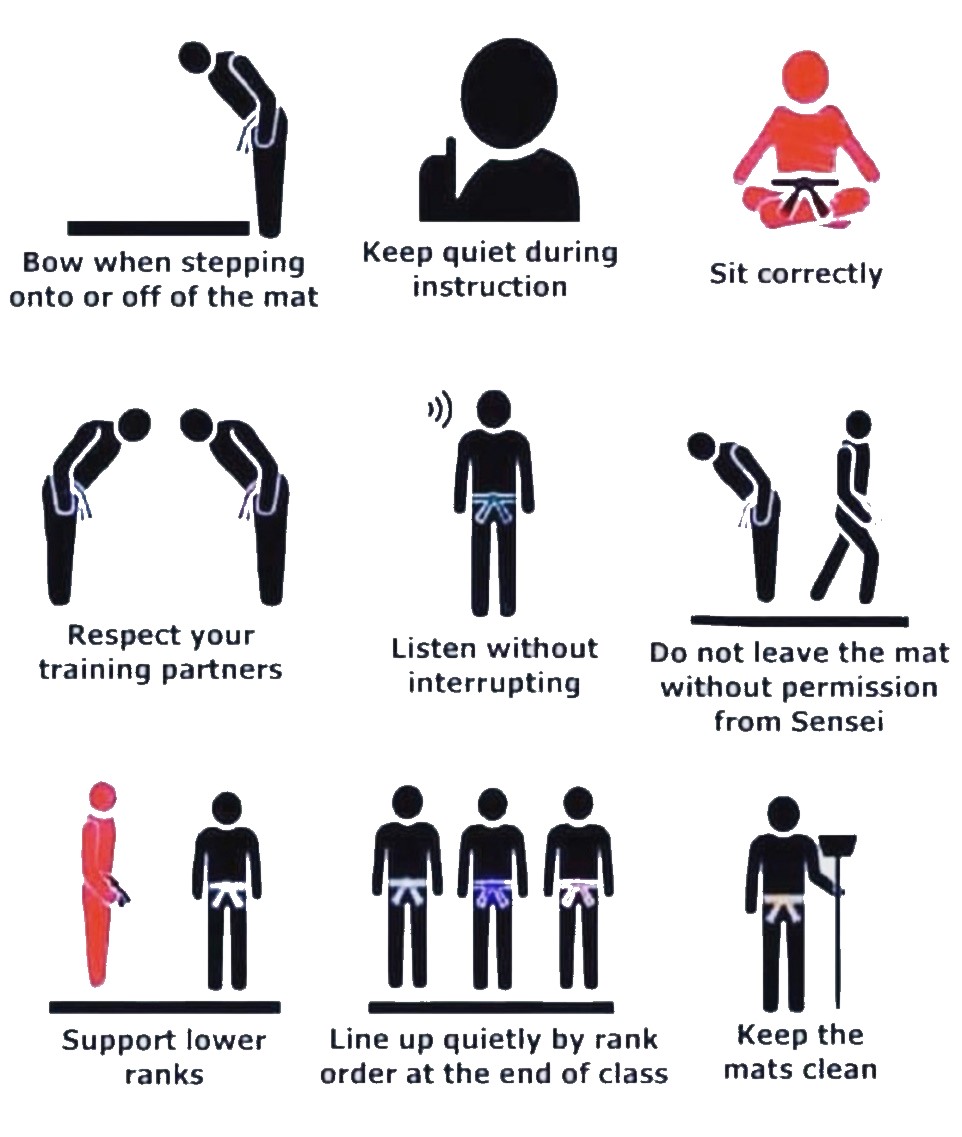 Bow when stepping
onto or off of the mat
Keep quiet during
instruction
Sit correctly
Respect your
training partners
Listen without
interrupting
Do not leave the mat
without permission
from Sensei
Support lower
ranks
Line up quietly by rank
order at the end of class
Keep the
mats clean